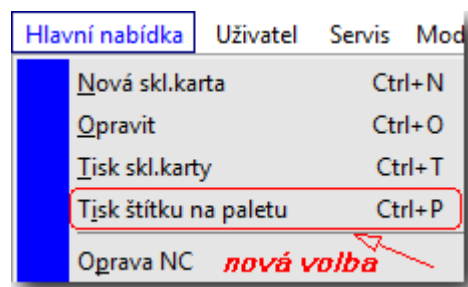 Hlavní nabídka Uživatel Servis Mod
Nová skl.karta Ctrl+N
Opravit Ctrl+O
Tisk skl.karty Ctrl+T
Tisk štítku na paletu Ctrl+P
Oprava NC nová volba